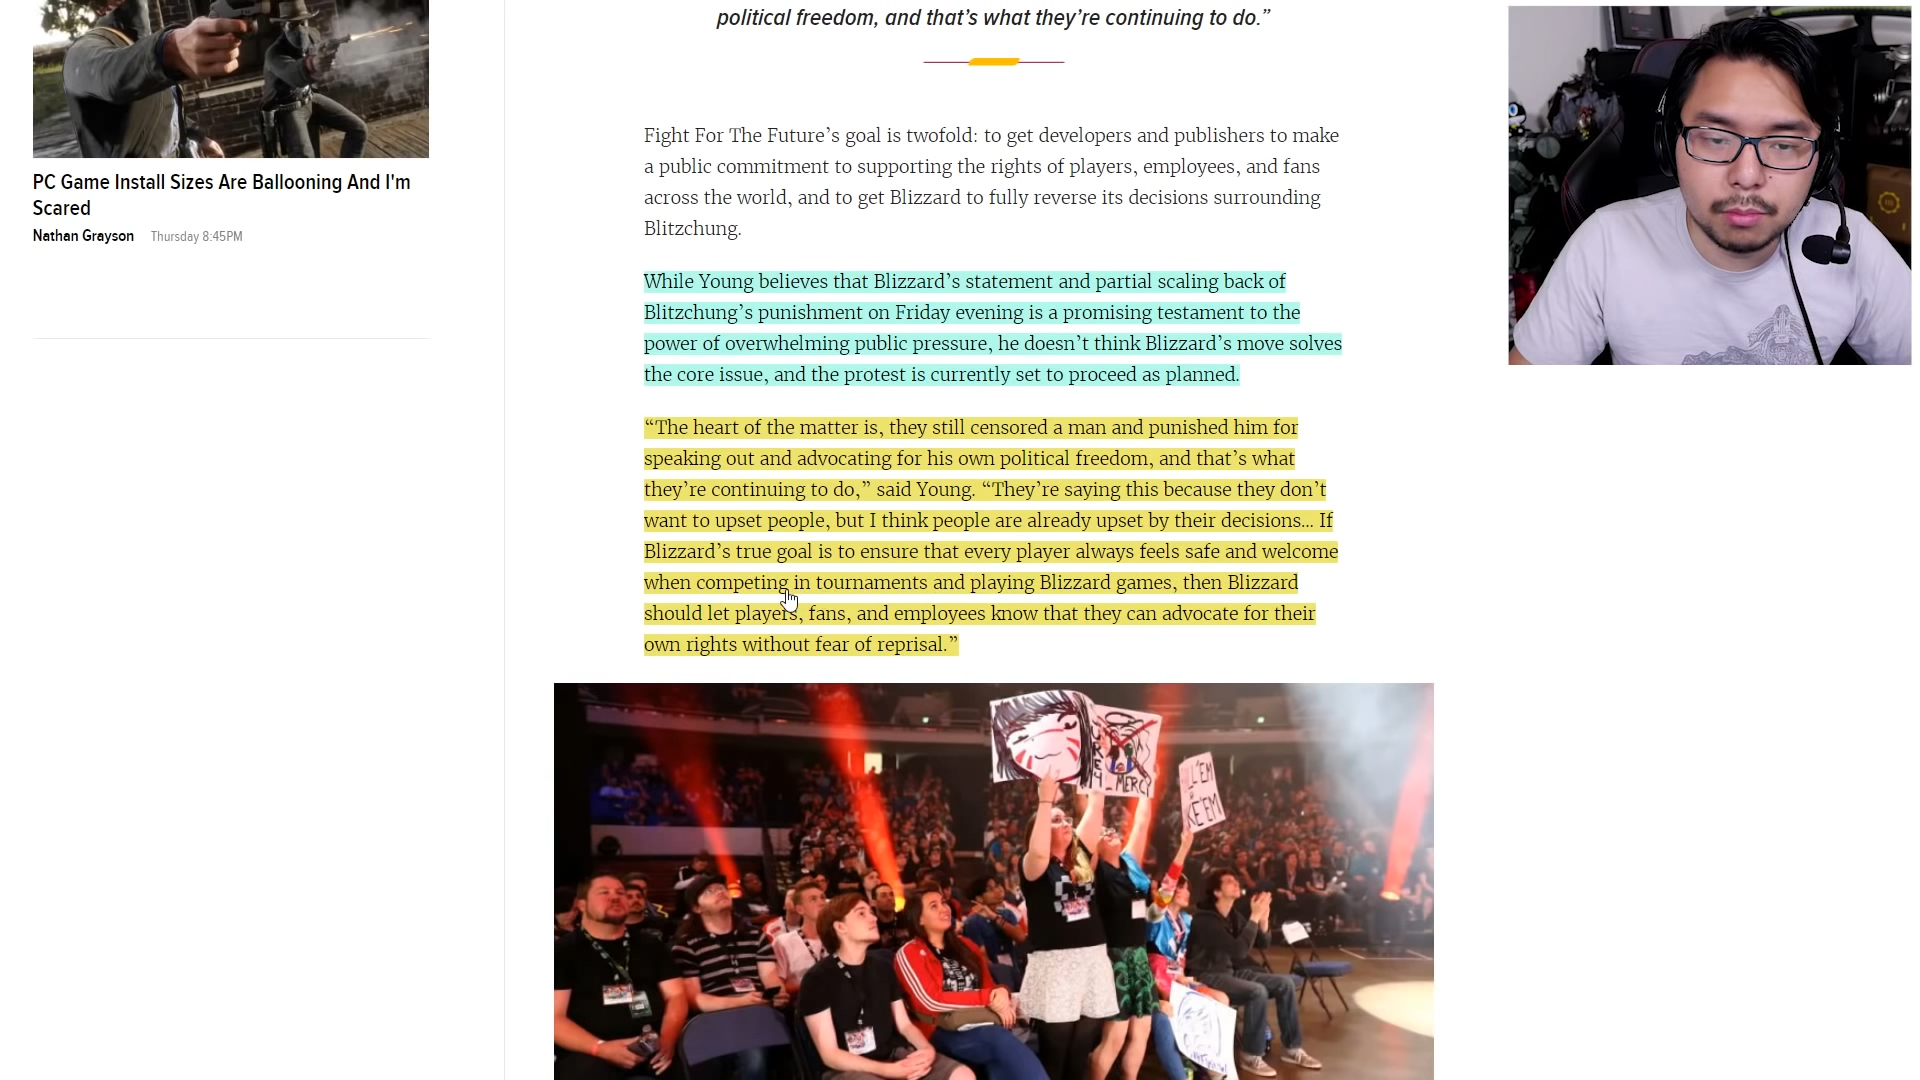 political freedom, and that’s what they’re continuing to do.”
PC Game Install Sizes Are Ballooning And I'm
Scared
Nathan Grayson Thursday 8:45PM
Fight For The Future’s goal is twofold: to get developers and publishers to make
a public commitment to supporting the rights of players, employees, and fans
across the world, and to get Blizzard to fully reverse its decisions surrounding
Blitzchung.
While Young believes that Blizzard’s statement and partial scaling back of
Blitzchung’s punishment on Friday evening is a promising testament to the
power of overwhelming public pressure, he doesn’t think Blizzard’s move solves
the core issue, and the protest is currently set to proceed as planned.
“The heart of the matter is, they still censored a man and punished him for
speaking out and advocating for his own political freedom, and that’s what
they’re continuing to do,” said Young. “They’re saying this because they don’t
want to upset people, but I think people are already upset by their decisions... If
Blizzard’s true goal is to ensure that every player always feels safe and welcome
when competing in tournaments and playing Blizzard games, then Blizzard
should let players, fans, and employees know that they can advocate for their
own rights without fear of reprisal.”
MERCY